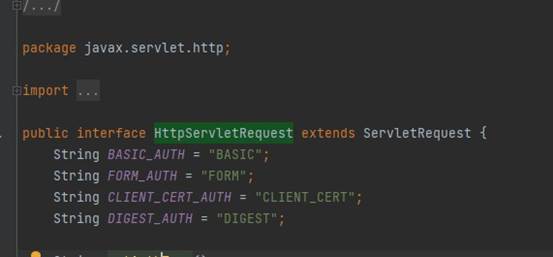 /.../
package javax.servlet.http;
import ...
public interface HttpServletRequest extends ServletRequest {
String BASIC_AUTH = "BASIC";
String FORM_AUTH = "FORM";
String CLIENT_CERT_AUTH = "CLIENT_CERT";
String DIGEST_AUTH = "DIGEST";